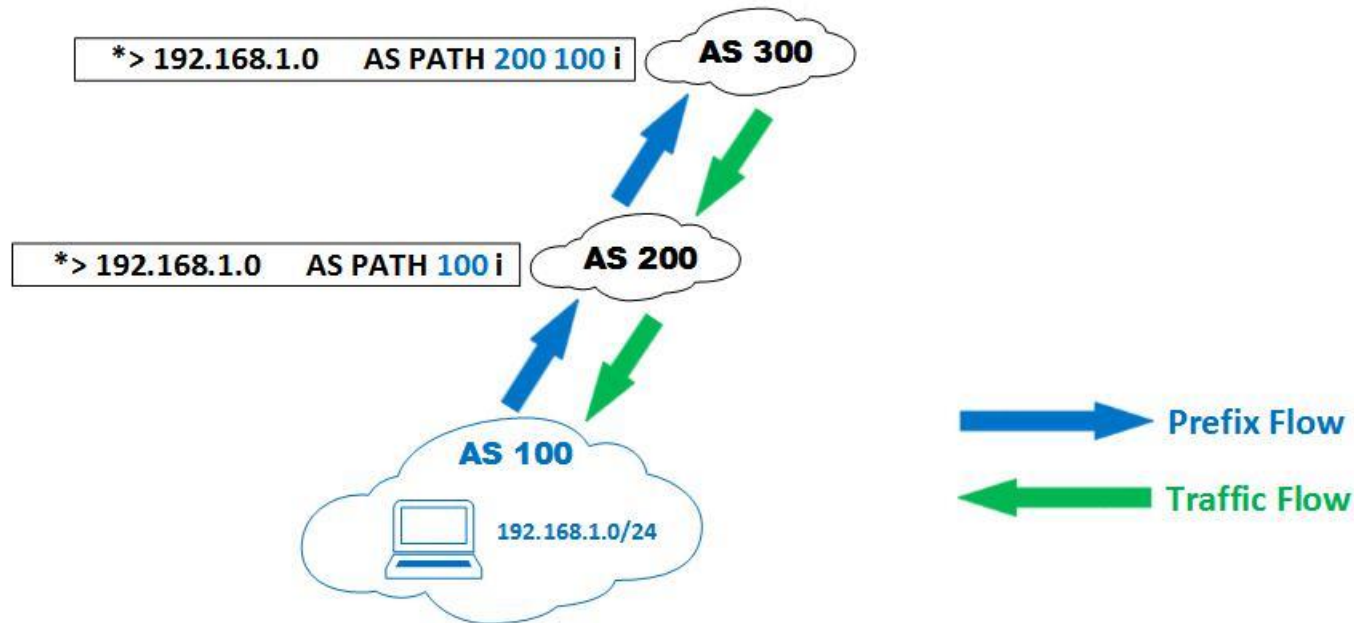 *> 192.168.1.0 AS PATH 200 100 i
AS 300
*> 192.168.1.0 AS PATH 100 i
AS 200
AS 100
192.168.1.0/24
Prefix Flow
Traffic Flow